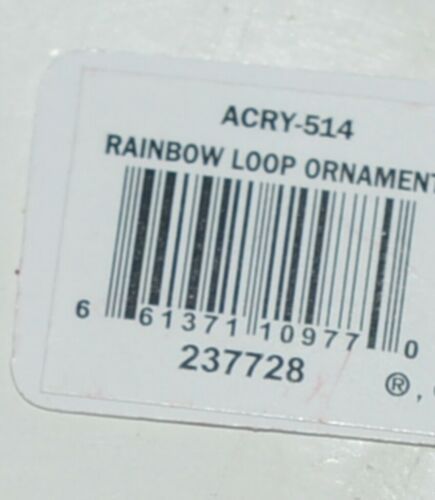 ACRY-514
RAINBOW LOOP ORNAMENT
6 61371 10977 0
237728
®,